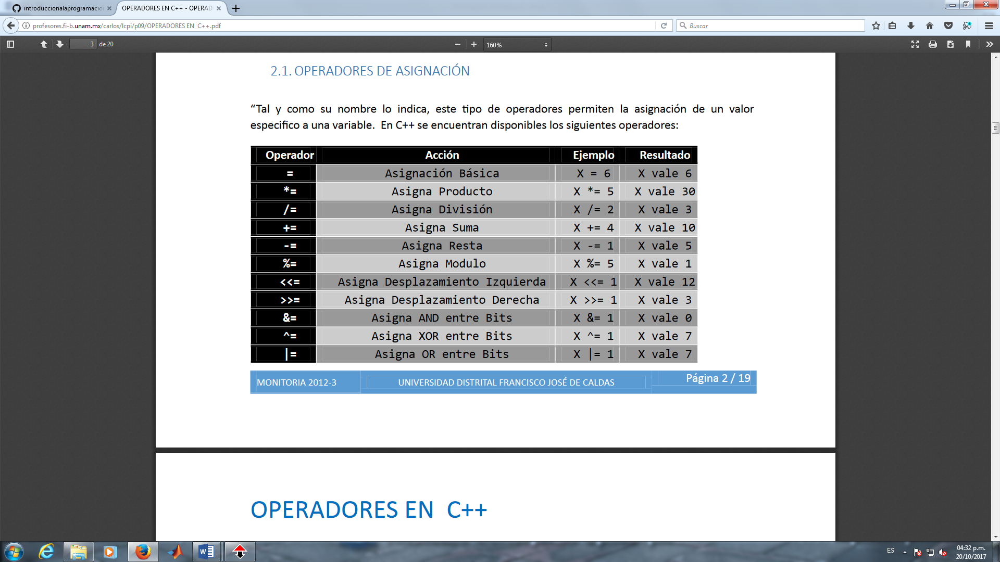 introduccionalaprogramacion
OPERADORES EN C++ - OPERAD
profesores.fi-b.unam.mx/carlos/lcpi/p09/OPERADORES EN C++.pdf
Buscar
3 de 20
160%
2.1. OPERADORES DE ASIGNACIÓN
“Tal y como su nombre lo indica, este tipo de operadores permiten la asignación de un valor
especifico a una variable. En C++ se encuentran disponibles los siguientes operadores:
Operador Acción Ejemplo Resultado
= Asignación Básica X = 6 X vale 6
*= Asigna Producto X *= 5 X vale 30
/= Asigna División X /= 2 X vale 3
+= Asigna Suma X += 4 X vale 10
-= Asigna Resta X -= 1 X vale 5
%= Asigna Modulo X %= 5 X vale 1
<<= Asigna Desplazamiento Izquierda X <<= 1 X vale 12
>>= Asigna Desplazamiento Derecha X >>= 1 X vale 3
&= Asigna AND entre Bits X &= 1 X vale 0
^= Asigna XOR entre Bits X ^= 1 X vale 7
|= Asigna OR entre Bits X |= 1 X vale 7
MONITORIA 2012-3 UNIVERSIDAD DISTRITAL FRANCISCO JOSÉ DE CALDAS Página 2 / 19
OPERADORES EN C++
ES
04:32 p.m.
20/10/2017